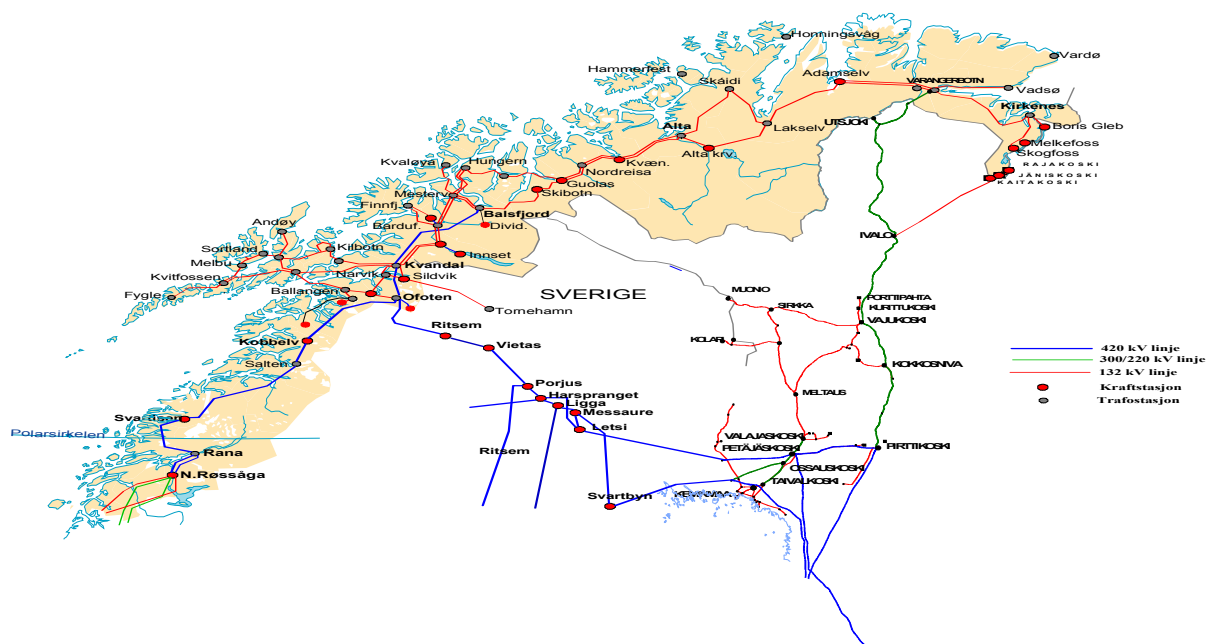 Honningsvåg
Vardø
Hammerfest
Skáidi
Adamselv
VARANGERBOTN
Vadsø
Kirkenes
UTSJOKI
Alta
Lakselv
Boris Gleb
Alta krv.
Melkefoss
Skogfoss
Kvaløya
Hungern
Kvæn.
Nordreisa
RAJAKOSKI
JÄNISKOSKI
KAITAKOSKI
Guolas
Skibotn
Mesterv
Finnfj.
Balsfjord
Divid.
Barduf.
Andøy
IVALO
Sortland
Kilbotn
Melbu
Innset
Kvandal
Kvitfossen
Narvik
Sildvik
Ballangen
Fygle
Ofoten
SVERIGE
MUONIO
PORTTIPAHTA
SIRKKA
KURITTUKOSKI
Tornehamn
VAJUKOSKI
Ritsem
Kobbelv
KOLARI
Vietas
420 kV linje
300/220 kV linje
Salten
KOKKOSNIVA
132 kV linje
Porjus
Kraftstasjon
Harspranget
MELTAUS
Trafostasjon
Ligga
Messaure
Svartisen
Letsi
Polarsirkelen
VALAJASKOSKI
PETÄJÄSKOSKI
PIRTTIKOSKI
Rana
Ritsem
OSSAUSKOSKI
N.Røssåga
TAIVALKOSKI
Svartbyn